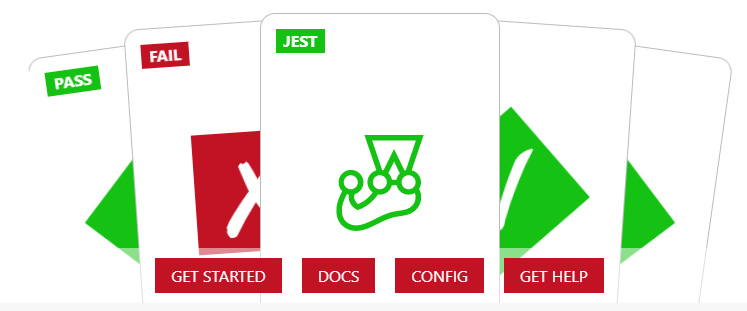 PASS
FAIL
JEST
GET STARTED
DOCS
CONFIG
GET HELP